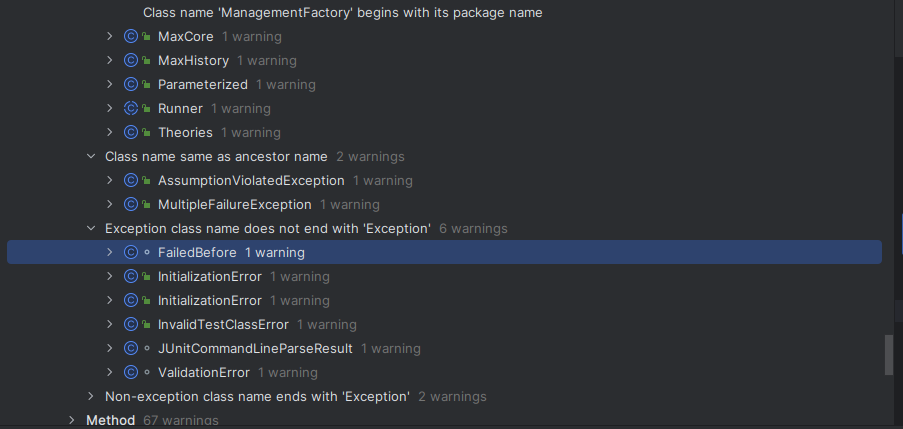 Class name 'ManagementFactory' begins with its package name
MaxCore 1 warning
MaxHistory 1 warning
Parameterized 1 warning
Runner 1 warning
Theories 1 warning
Class name same as ancestor name 2 warnings
AssumptionViolatedException 1 warning
MultipleFailureException 1 warning
Exception class name does not end with 'Exception' 6 warnings
FailedBefore 1 warning
InitializationError 1 warning
InitializationError 1 warning
InvalidTestClassError 1 warning
JUnitCommandLineParseResult 1 warning
ValidationError 1 warning
Non-exception class name ends with 'Exception' 2 warnings
Method 67 warnings